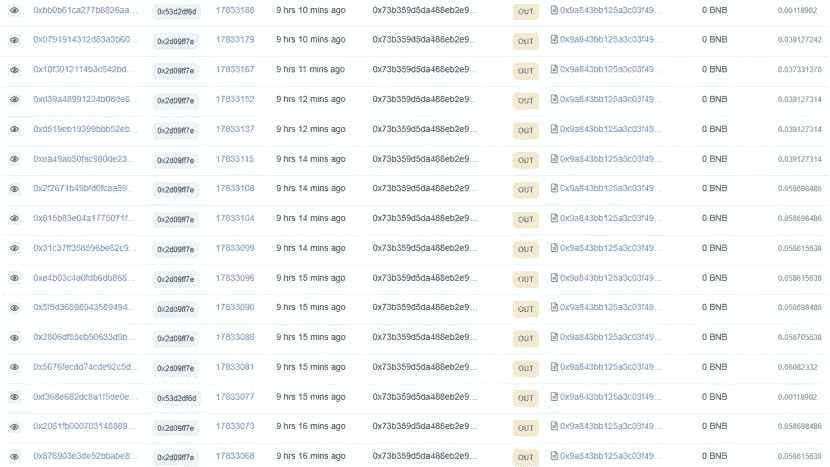 0xbb0b61ca277b8826aa... 0x53d2df6d 17833188 9 hrs 10 mins ago 0x73b359d5da488eb2e9... OUT 0x9a843bb125a3c03f49... 0 BNB 0.00118902
0x0791914312d83a3b60... 0x2d09ff7e 17833179 9 hrs 10 mins ago 0x73b359d5da488eb2e9... OUT 0x9a843bb125a3c03f49... 0 BNB 0.039127242
0x10f3012114b3c542bd... 0x2d09ff7e 17833167 9 hrs 11 mins ago 0x73b359d5da488eb2e9... OUT 0x9a843bb125a3c03f49... 0 BNB 0.037331376
0xd39a48991224b08de6... 0x2d09ff7e 17833152 9 hrs 12 mins ago 0x73b359d5da488eb2e9... OUT 0x9a843bb125a3c03f49... 0 BNB 0.039127314
0xd519eb19399bbb52eb... 0x2d09ff7e 17833137 9 hrs 12 mins ago 0x73b359d5da488eb2e9... OUT 0x9a843bb125a3c03f49... 0 BNB 0.039127314
0xea49ab50fac980de23... 0x2d09ff7e 17833115 9 hrs 14 mins ago 0x73b359d5da488eb2e9... OUT 0x9a843bb125a3c03f49... 0 BNB 0.039127314
0x2f2671b49bfd0fcaa59... 0x2d09ff7e 17833108 9 hrs 14 mins ago 0x73b359d5da488eb2e9... OUT 0x9a843bb125a3c03f49... 0 BNB 0.058698486
0x815b83e04a1775071f... 0x2d09ff7e 17833104 9 hrs 14 mins ago 0x73b359d5da488eb2e9... OUT 0x9a843bb125a3c03f49... 0 BNB 0.058698486
0x31c37ff358596be62c9... 0x2d09ff7e 17833099 9 hrs 14 mins ago 0x73b359d5da488eb2e9... OUT 0x9a843bb125a3c03f49... 0 BNB 0.058615638
0xe4b03c4a0fdb6db868... 0x2d09ff7e 17833096 9 hrs 15 mins ago 0x73b359d5da488eb2e9... OUT 0x9a843bb125a3c03f49... 0 BNB 0.058615638
0x5f8d36598943589494... 0x2d09ff7e 17833090 9 hrs 15 mins ago 0x73b359d5da488eb2e9... OUT 0x9a843bb125a3c03f49... 0 BNB 0.058698486
0x2806df55eb90633d9b... 0x2d09ff7e 17833086 9 hrs 15 mins ago 0x73b359d5da488eb2e9... OUT 0x9a843bb125a3c03f49... 0 BNB 0.058705638
0x5676fecdd74cde92c5d... 0x2d09ff7e 17833081 9 hrs 15 mins ago 0x73b359d5da488eb2e9... OUT 0x9a843bb125a3c03f49... 0 BNB 0.06082332
0xf368e682dc8a1f5de0e... 0x53d2df6d 17833077 9 hrs 15 mins ago 0x73b359d5da488eb2e9... OUT 0x9a843bb125a3c03f49... 0 BNB 0.00118902
0x2061fb000703148889... 0x2d09ff7e 17833073 9 hrs 16 mins ago 0x73b359d5da488eb2e9... OUT 0x9a843bb125a3c03f49... 0 BNB 0.058698486
0x876903e3de52bbabe8... 0x2d09ff7e 17833068 9 hrs 16 mins ago 0x73b359d5da488eb2e9... OUT 0x9a843bb125a3c03f49... 0 BNB 0.058615638